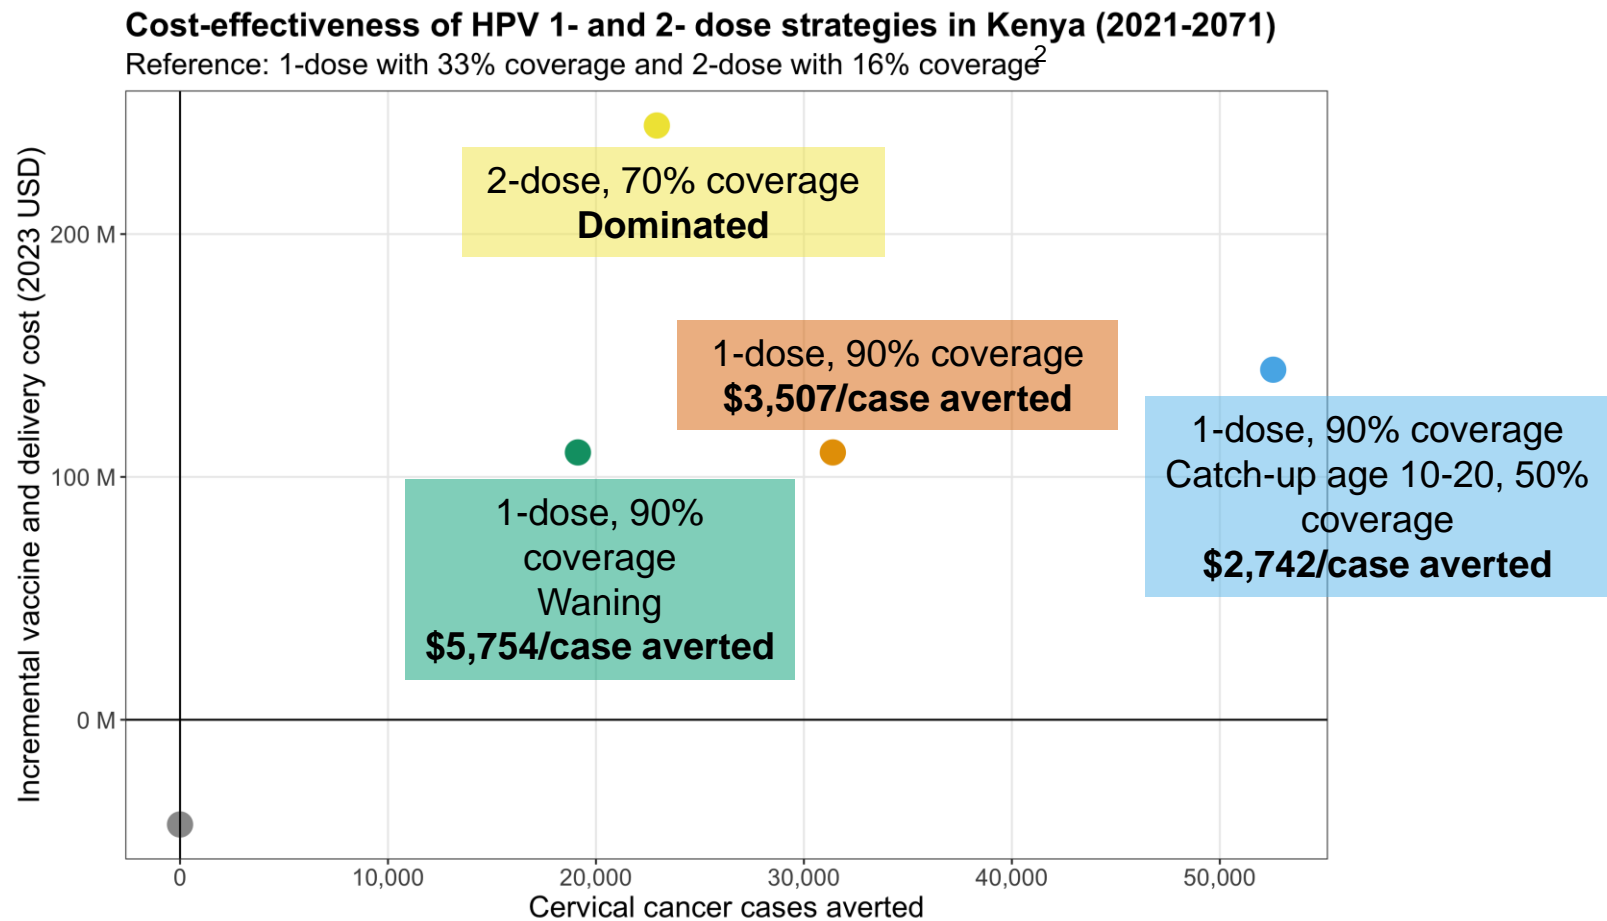 Cost-effectiveness of HPV 1- and 2- dose strategies in Kenya (2021-2071)
Reference: 1-dose with 33% coverage and 2-dose with 16% coverage2
Incremental vaccine and delivery cost (2023 USD)
200 M
100 M
0 M
2-dose, 70% coverage
Dominated
1-dose, 90% coverage
$3,507/case averted
1-dose, 90% coverage
Catch-up age 10-20, 50%
coverage
$2,742/case averted
1-dose, 90%
coverage
Waning
$5,754/case averted
0
10,000
20,000
30,000
40,000
50,000
Cervical cancer cases averted